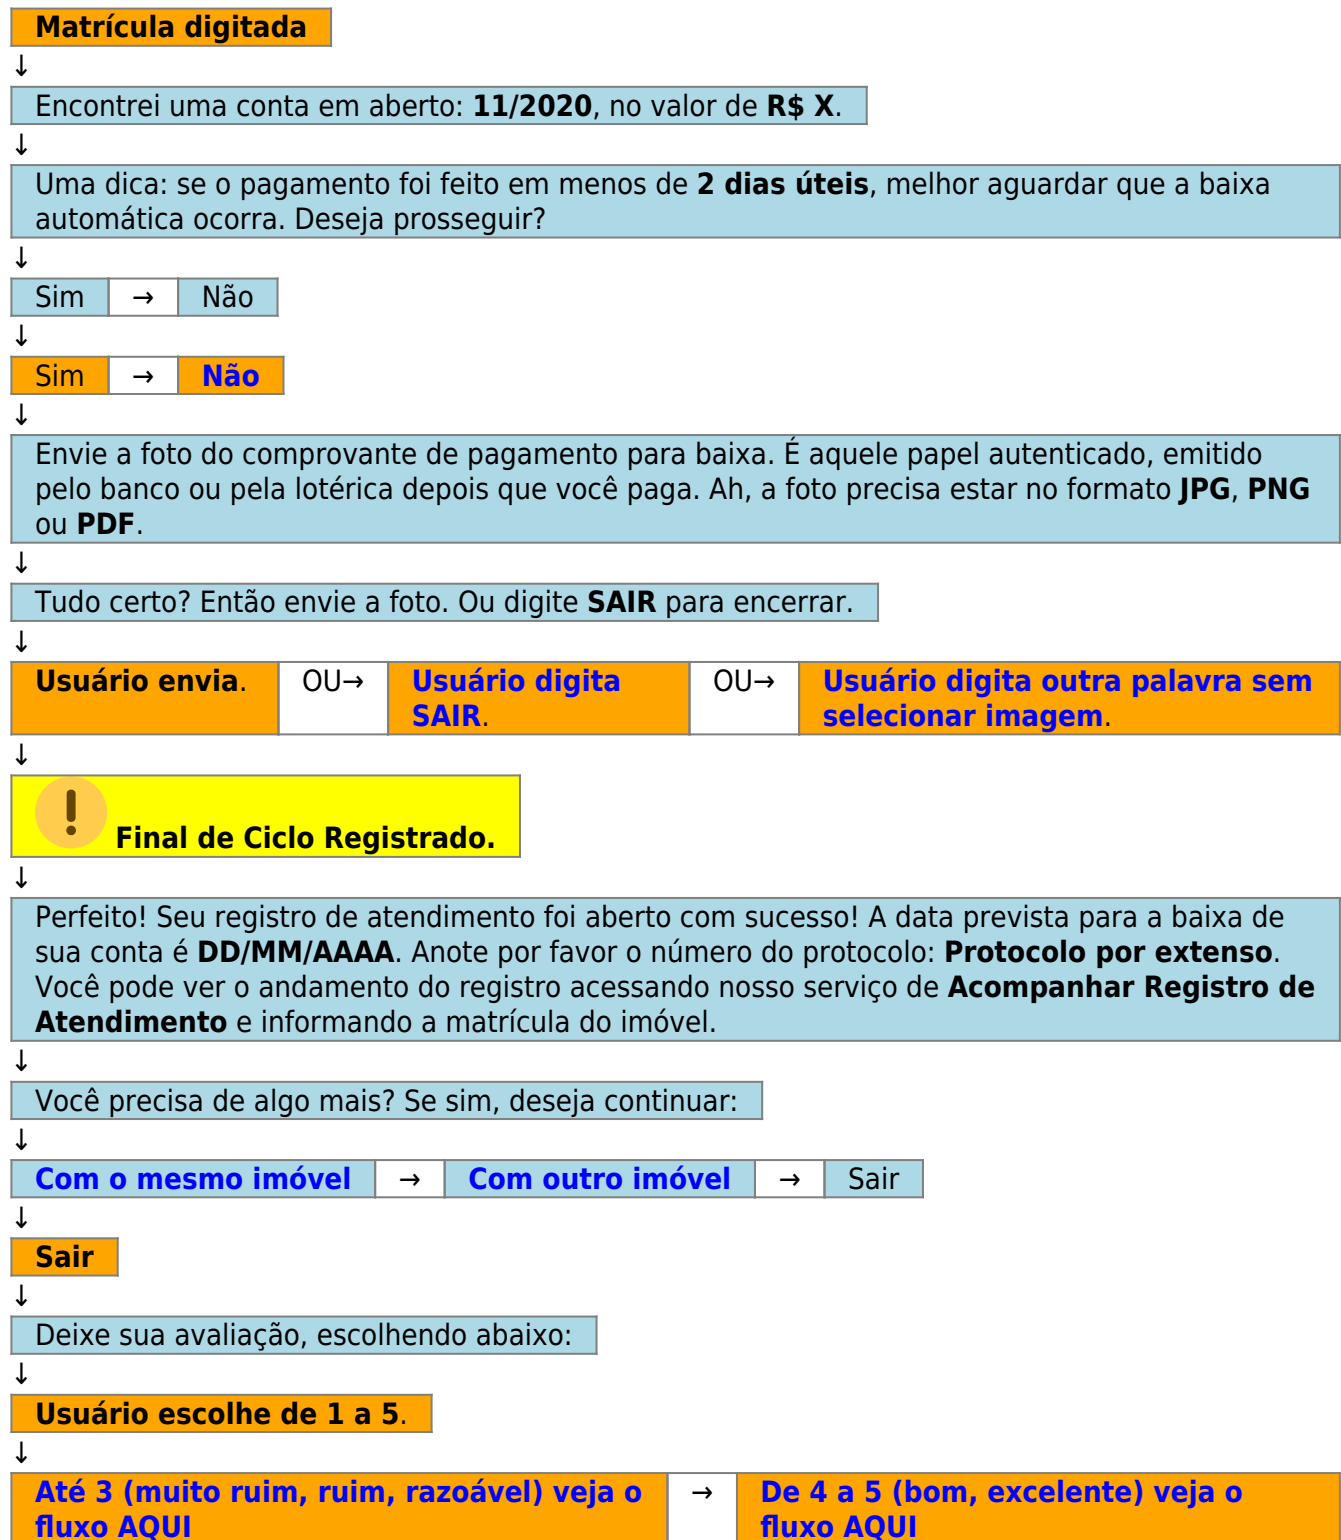 Matrícula digitada
↓
Encontrei uma conta em aberto: 11/2020, no valor de R$ X.
↓
Uma dica: se o pagamento foi feito em menos de 2 dias úteis, melhor aguardar que a baixa
automática ocorra. Deseja prosseguir?
↓
Sim → Não
↓
Sim → Não
↓
Envie a foto do comprovante de pagamento para baixa. É aquele papel autenticado, emitido
pelo banco ou pela lotérica depois que você paga. Ah, a foto precisa estar no formato JPG, PNG
ou PDF.
↓
Tudo certo? Então envie a foto. Ou digite SAIR para encerrar.
↓
Usuário envia. OU→ Usuário digita OU→ Usuário digita outra palavra sem
SAIR. selecionar imagem.
↓
! Final de Ciclo Registrado.
↓
Perfeito! Seu registro de atendimento foi aberto com sucesso! A data prevista para a baixa de
sua conta é DD/MM/AAAA. Anote por favor o número do protocolo: Protocolo por extenso.
Você pode ver o andamento do registro acessando nosso serviço de Acompanhar Registro de
Atendimento e informando a matrícula do imóvel.
↓
Você precisa de algo mais? Se sim, deseja continuar:
↓
Com o mesmo imóvel → Com outro imóvel → Sair
↓
Sair
↓
Deixe sua avaliação, escolhendo abaixo:
↓
Usuário escolhe de 1 a 5.
↓
Até 3 (muito ruim, ruim, razoável) veja o → De 4 a 5 (bom, excelente) veja o
fluxo AQUI fluxo AQUI